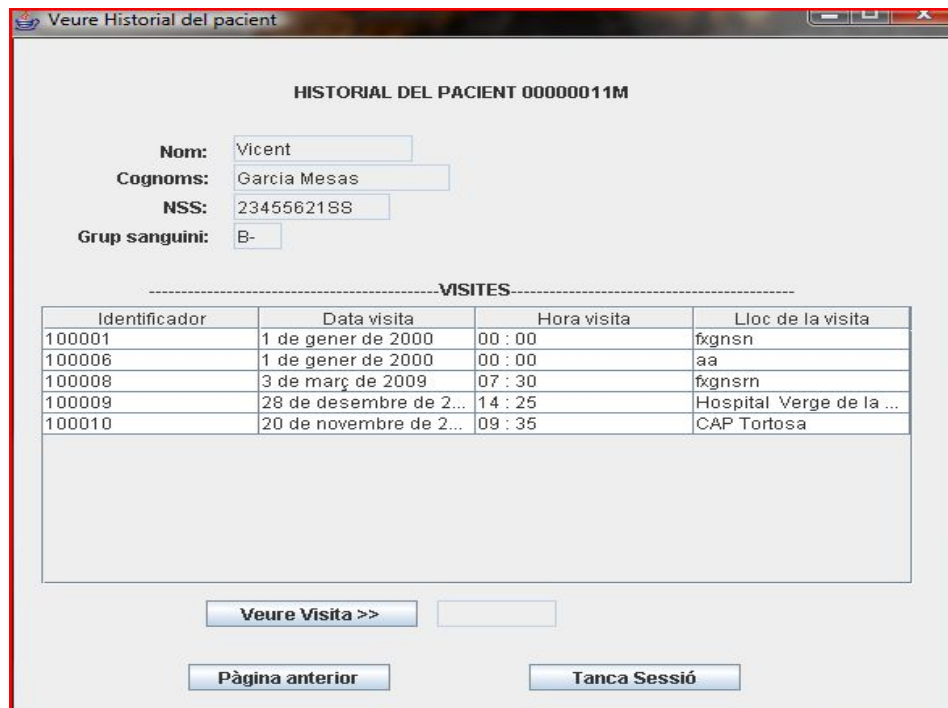 Veure Historial del pacient
HISTORIAL DEL PACIENT 00000011M
Nom: Vicent
Cognoms: Garcia Mesas
NSS: 23455621SS
Grup sanguini: B-
---------------------------------------------VISITES--------------------------------------------
Identificador Data visita Hora visita Lloc de la visita
100001 1 de gener de 2000 00 : 00 fxgnsn
100006 1 de gener de 2000 00 : 00 aa
100008 3 de març de 2009 07 : 30 fxgnsrn
100009 28 de desembre de 2... 14 : 25 Hospital Verge de la ...
100010 20 de novembre de 2... 09 : 35 CAP Tortosa
Veure Visita >>
Pàgina anterior Tanca Sessió